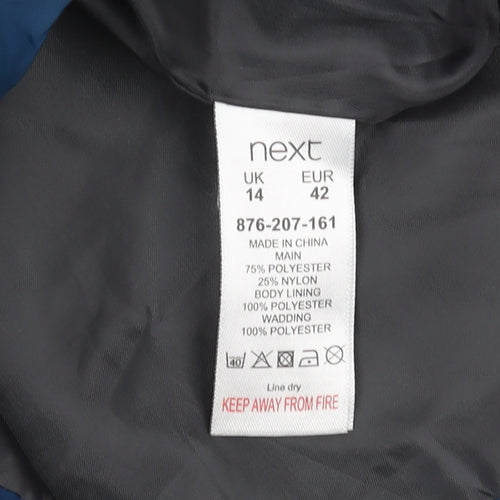 next
UK EUR
14 42
876-207-161
MADE IN CHINA
MAIN
75% POLYESTER
25% NYLON
BODY LINING
100% POLYESTER
WADDING
100% POLYESTER
40
Line dry
KEEP AWAY FROM FIRE